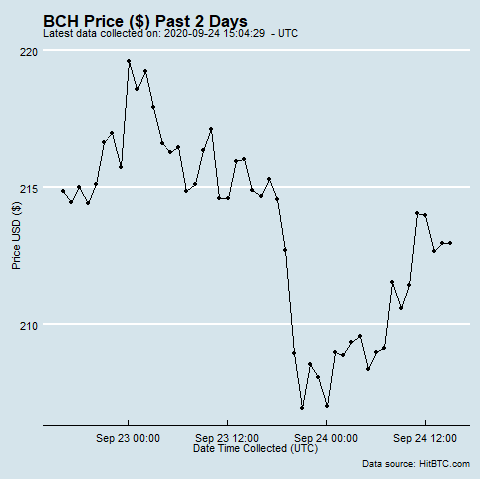 BCH Price ($) Past 2 Days
Latest data collected on: 2020-09-24 15:04:29 - UTC
220
215
210
Price USD ($)
Sep 23 00:00 Sep 23 12:00 Sep 24 00:00 Sep 24 12:00
Date Time Collected (UTC)
Data source: HitBTC.com